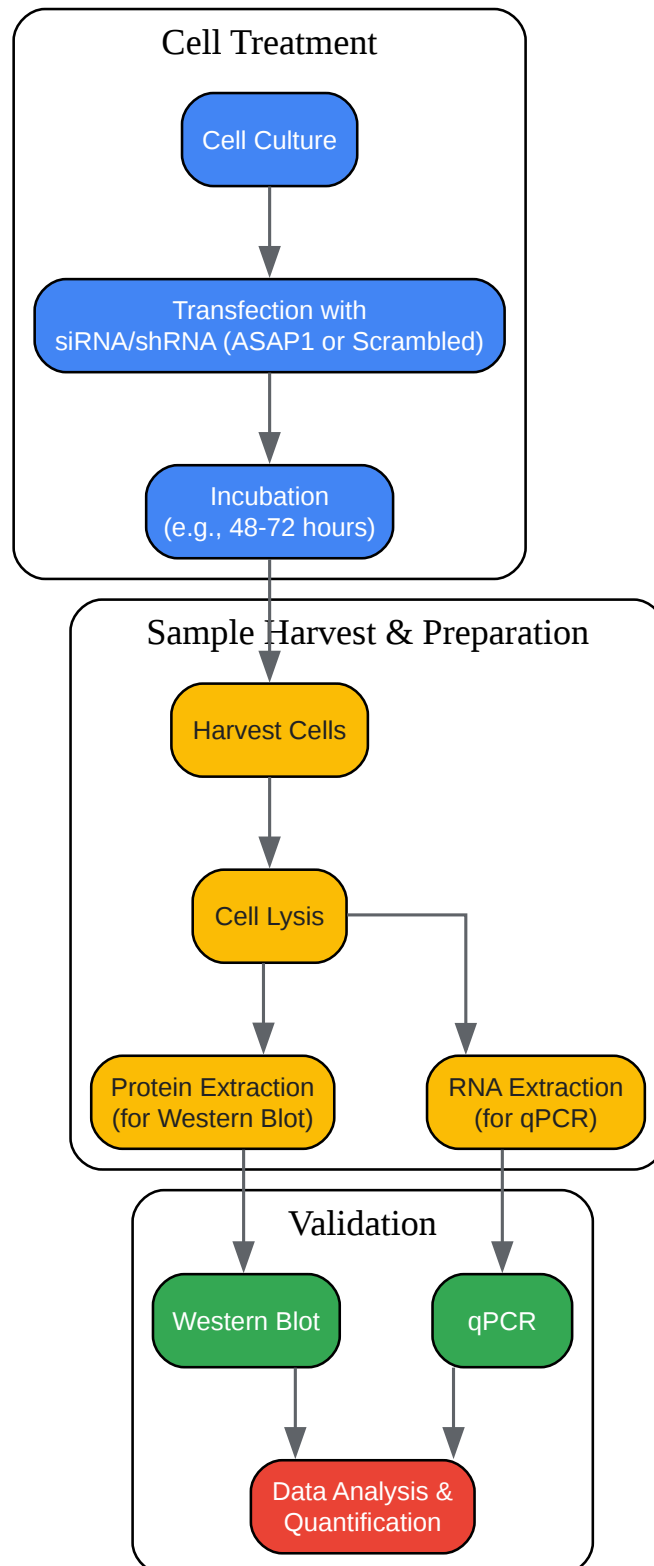 Cell Treatment
Cell Culture
Transfection with
siRNA/shRNA (ASAP1 or Scrambled)
Incubation
(e.g., 48-72 hours)
Sample Harvest & Preparation
Harvest Cells
Cell Lysis
Protein Extraction
(for Western Blot)
RNA Extraction
(for qPCR)
Validation
Western Blot
qPCR
Data Analysis &
Quantification